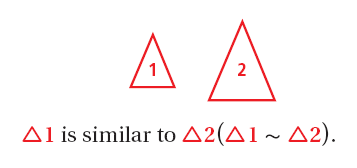 1 2
△1 is similar to △2(△1 ~ △2).